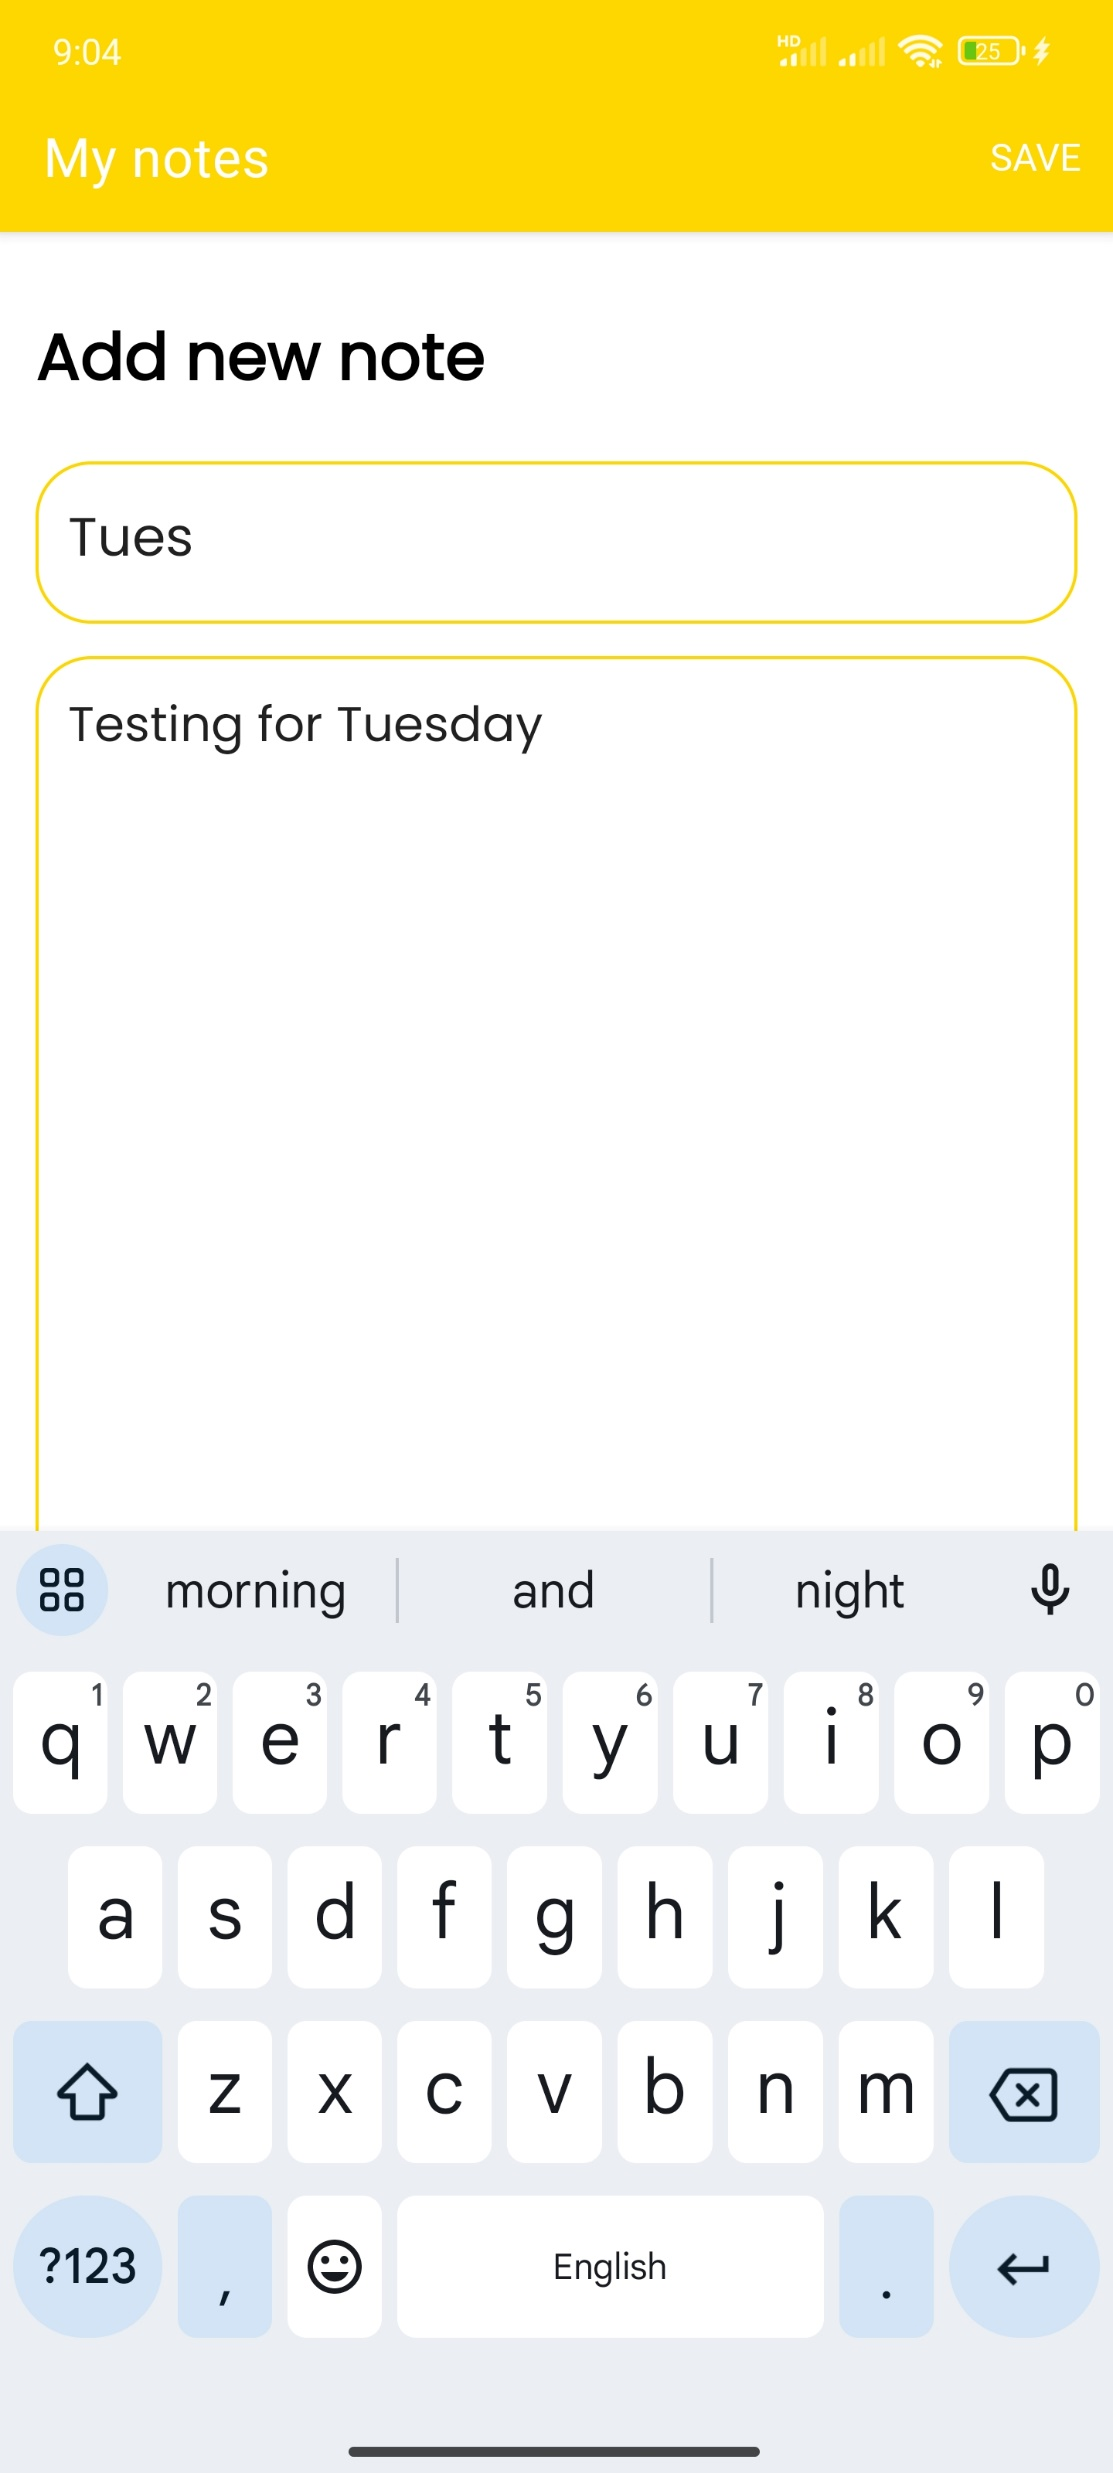 9:04 HD 25
My notes SAVE
Add new note
Tues
Testing for Tuesday
morning and night
1 2 3 4 5 6 7 8 9 0
q w e r t y u i o p
a s d f g h j k l
z x c v b n m
?123 , English .